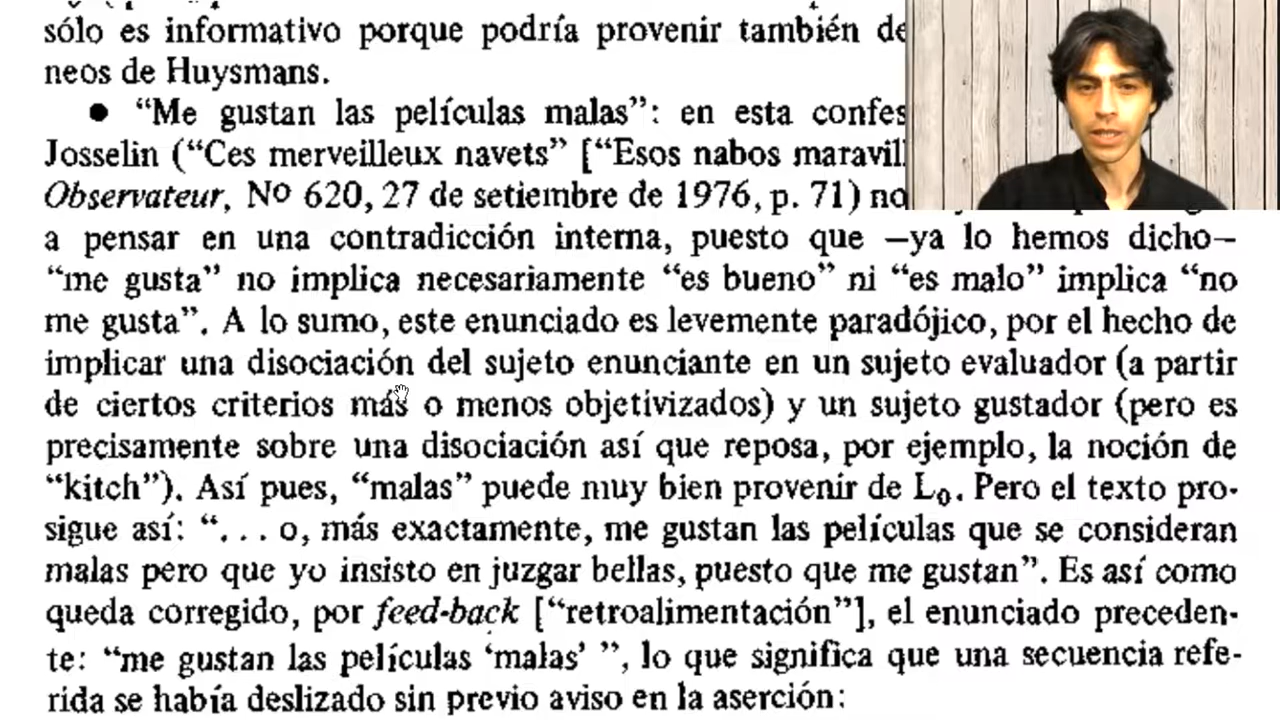 sólo es informativo porque podría provenir también de
neos de Huysmans.
● “Me gustan las películas malas”: en esta confes
Josselin (“Ces merveilleux navets” [“Esos nabos maravil
Observateur, Nº 620, 27 de setiembre de 1976, p. 71) no
a pensar en una contradicción interna, puesto que —ya lo hemos dicho—
“me gusta” no implica necesariamente “es bueno” ni “es malo” implica “no
me gusta”. A lo sumo, este enunciado es levemente paradójico, por el hecho de
implicar una disociación del sujeto enunciante en un sujeto evaluador (a partir
de ciertos criterios más o menos objetivizados) y un sujeto gustador (pero es
precisamente sobre una disociación así que reposa, por ejemplo, la noción de
“kitch”). Así pues, “malas” puede muy bien provenir de L₀. Pero el texto pro-
sigue así: “. . . o, más exactamente, me gustan las películas que se consideran
malas pero que yo insisto en juzgar bellas, puesto que me gustan”. Es así como
queda corregido, por feed-back [“retroalimentación”], el enunciado preceden-
te: “me gustan las películas ‘malas’ ”, lo que significa que una secuencia refe-
rida se había deslizado sin previo aviso en la aserción: